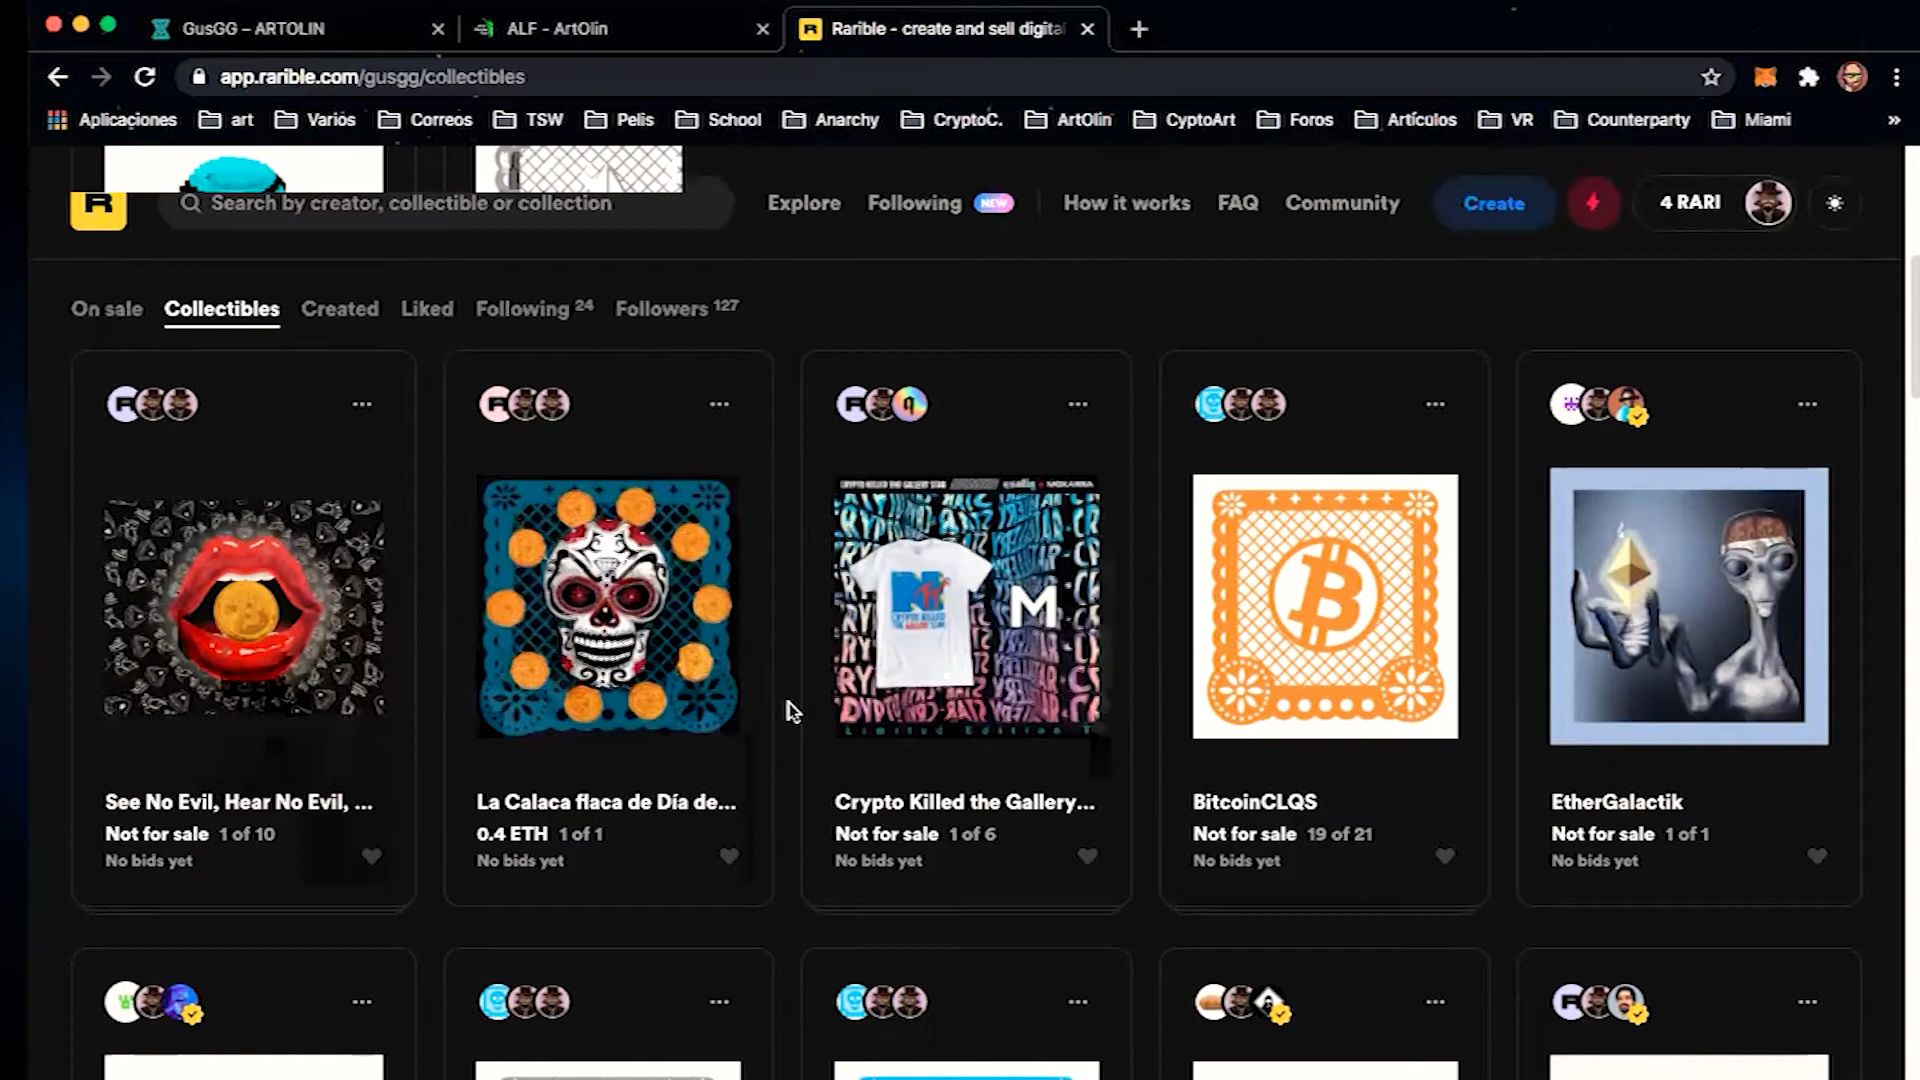 GusGG – ARTOLIN
ALF - ArtOlin
Rarible - create and sell digital
app.rarible.com/gusgg/collectibles
Aplicaciones art Varios Correos TSW Pelis School Anarchy CryptoC. ArtOlin CyptoArt Foros Artículos VR Counterparty Miami »
R Search by creator, collectible or collection Explore Following NEW How it works FAQ Community Create 4 RARI
On sale Collectibles Created Liked Following 24 Followers 127
CRYPTO KILLED THE GALLERY STAR
M
See No Evil, Hear No Evil, ...
Not for sale 1 of 10
No bids yet
La Calaca flaca de Día de...
0.4 ETH 1 of 1
No bids yet
Crypto Killed the Gallery...
Not for sale 1 of 6
No bids yet
BitcoinCLQS
Not for sale 19 of 21
No bids yet
EtherGalactik
Not for sale 1 of 1
No bids yet